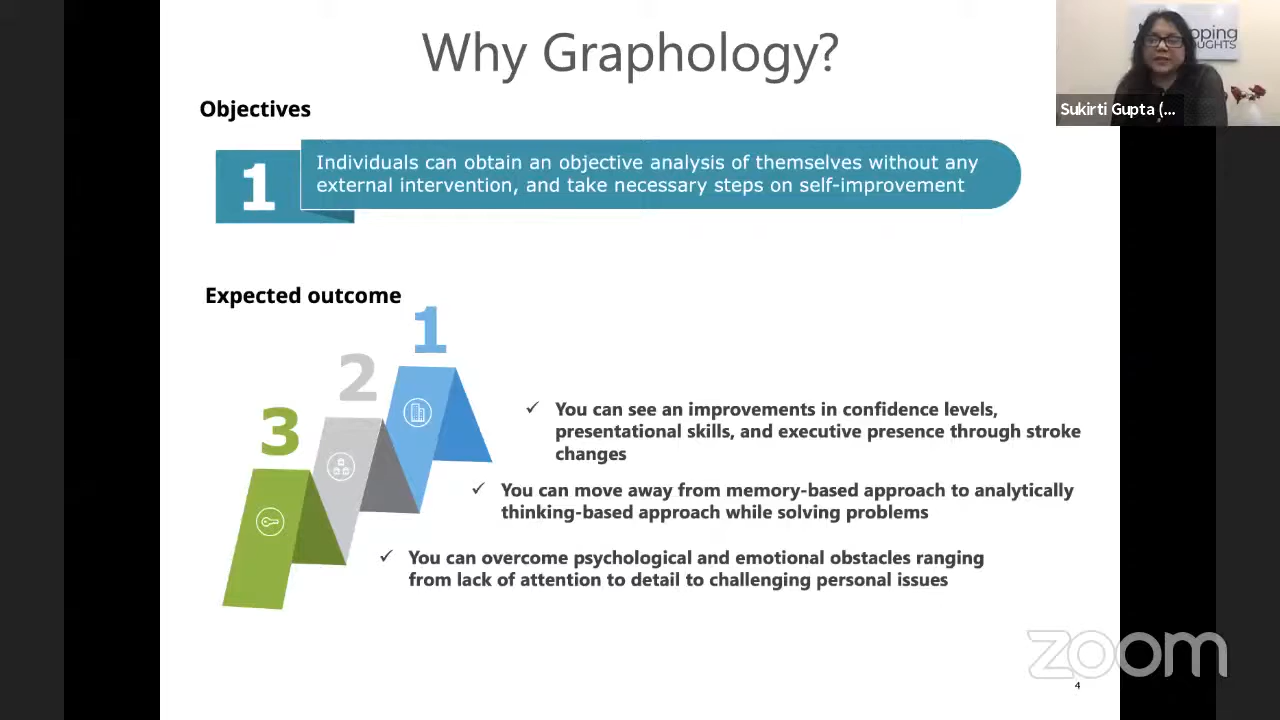 Why Graphology?
Objectives
1
Individuals can obtain an objective analysis of themselves without any
external intervention, and take necessary steps on self-improvement
Expected outcome
1
2
3
✓ You can see an improvements in confidence levels,
presentational skills, and executive presence through stroke
changes
✓ You can move away from memory-based approach to analytically
thinking-based approach while solving problems
✓ You can overcome psychological and emotional obstacles ranging
from lack of attention to detail to challenging personal issues
4
Sukirti Gupta (...
zoom